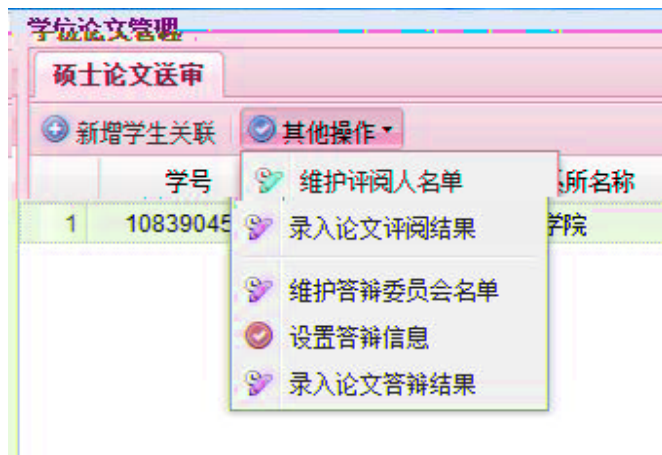 学位论文管理
硕士论文送审
新增学生关联 其他操作
学号 所名称
1 10839045 学院
维护评阅人名单
录入论文评阅结果
维护答辩委员会名单
设置答辩信息
录入论文答辩结果